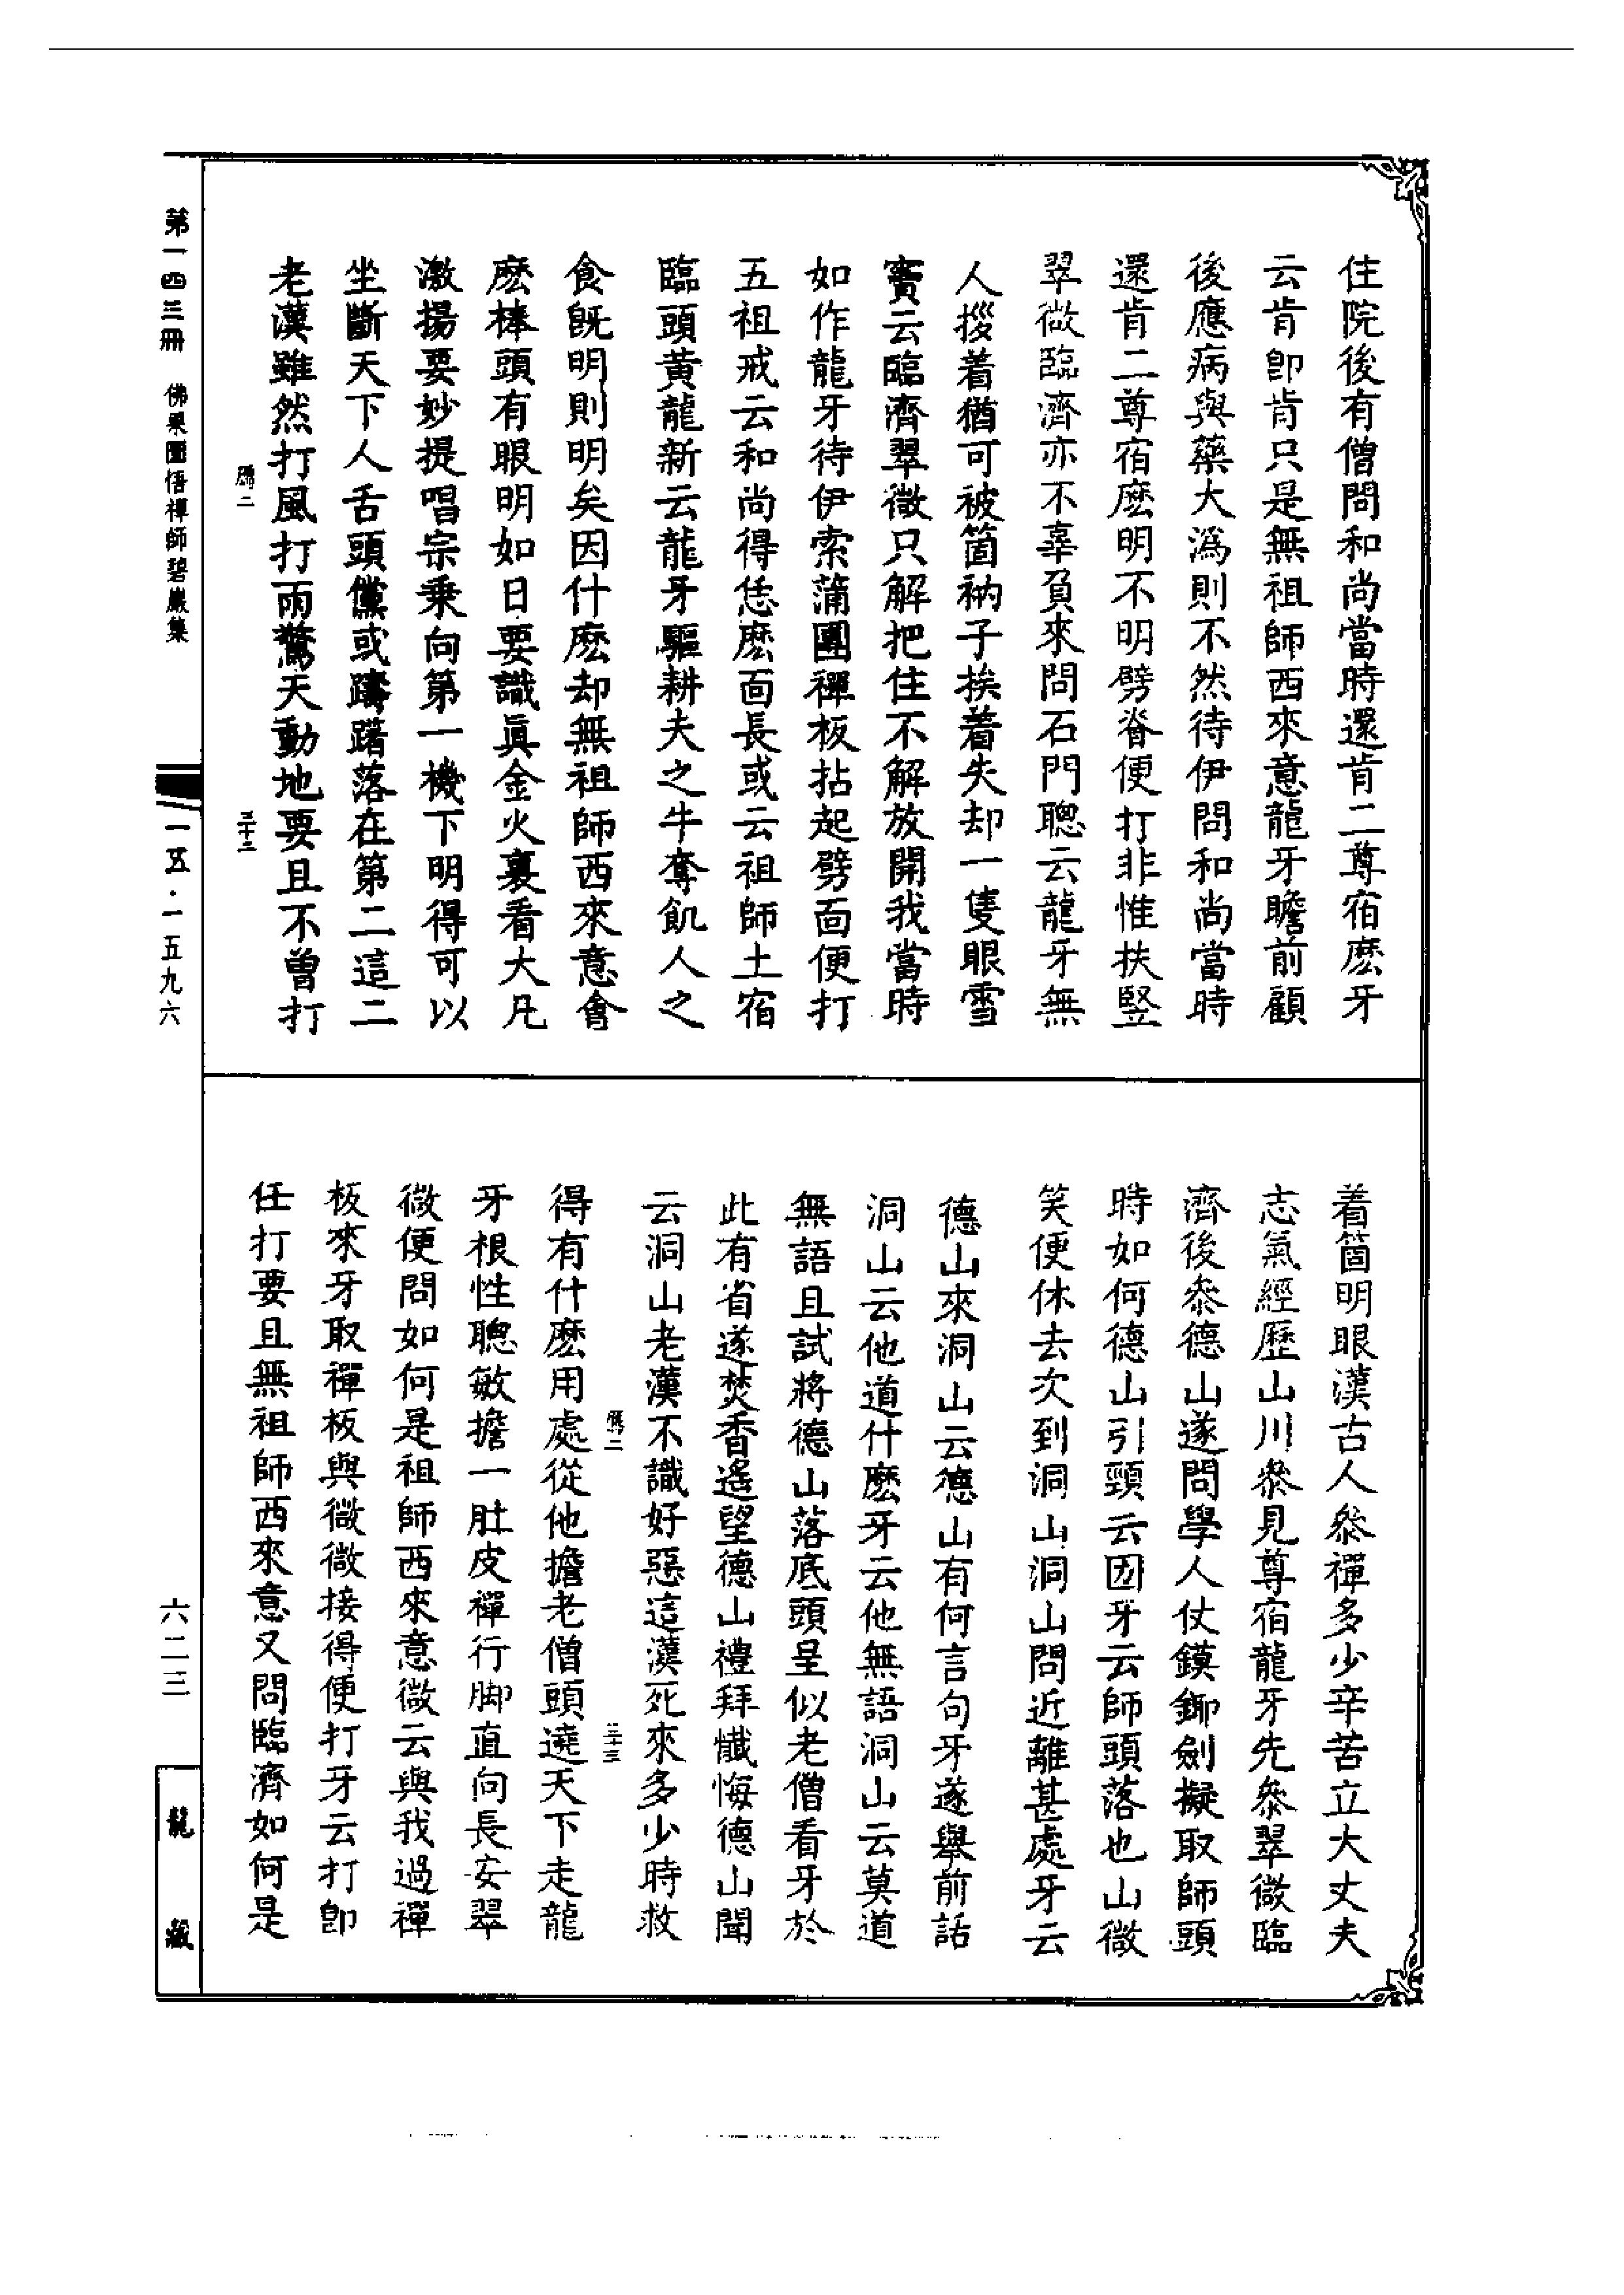 住院後有僧問和尚當時還肯二尊宿麽牙
云肯即肯只是無祖師西來意龍牙瞻前顧
後應病與藥大潙則不然待伊問和尚當時
還肯二尊宿麽明不明劈脊便打非惟扶竪
翠微臨濟亦不辜負來問石門聰云龍牙無
人拶着猶可被箇衲子挨着失却一隻眼雪
竇云臨濟翠微只解把住不解放開我當時
如作龍牙待伊索蒲團禪板拈起劈面便打
五祖戒云和尚得恁麽面長或云祖師土宿
臨頭黃龍新云龍牙驅耕夫之牛奪飢人之
食旣明則明矣因什麽却無祖師西來意會
麽棒頭有眼明如日要識眞金火裏看大凡
激揚要妙提唱宗乗向第一機下明得可以
坐斷天下人舌頭儻或躊躇落在第二這二
老漢雖然打風打雨驚天動地要且不曾打
三十二
着箇明眼漢古人叅禪多少辛苦立大丈夫
志氣經歷山川叅見尊宿龍牙先叅翠微臨
濟後叅德山遂問學人仗鏌鎁劍擬取師頭
時如何德山引頸云㘞牙云師頭落也山微
笑便休去次到洞山洞山問近離甚處牙云
德山來洞山云德山有何言句牙遂舉前話
洞山云他道什麽牙云他無語洞山云莫道
無語且試將德山落底頭呈似老僧看牙於
此有省遂焚香遙望德山禮拜懺悔德山聞
云洞山老漢不識好惡這漢死來多少時救
三十三
得有什麽用處從他擔老僧頭遶天下走龍
牙根性聰敏擔一肚皮禪行脚直向長安翠
微便問如何是祖師西來意微云與我過禪
板來牙取禪板與微微接得便打牙云打即
任打要且無祖師西來意又問臨濟如何是
第一四三冊 佛果圜悟禪師碧巖集
一五·一五九六
六二三
龍藏